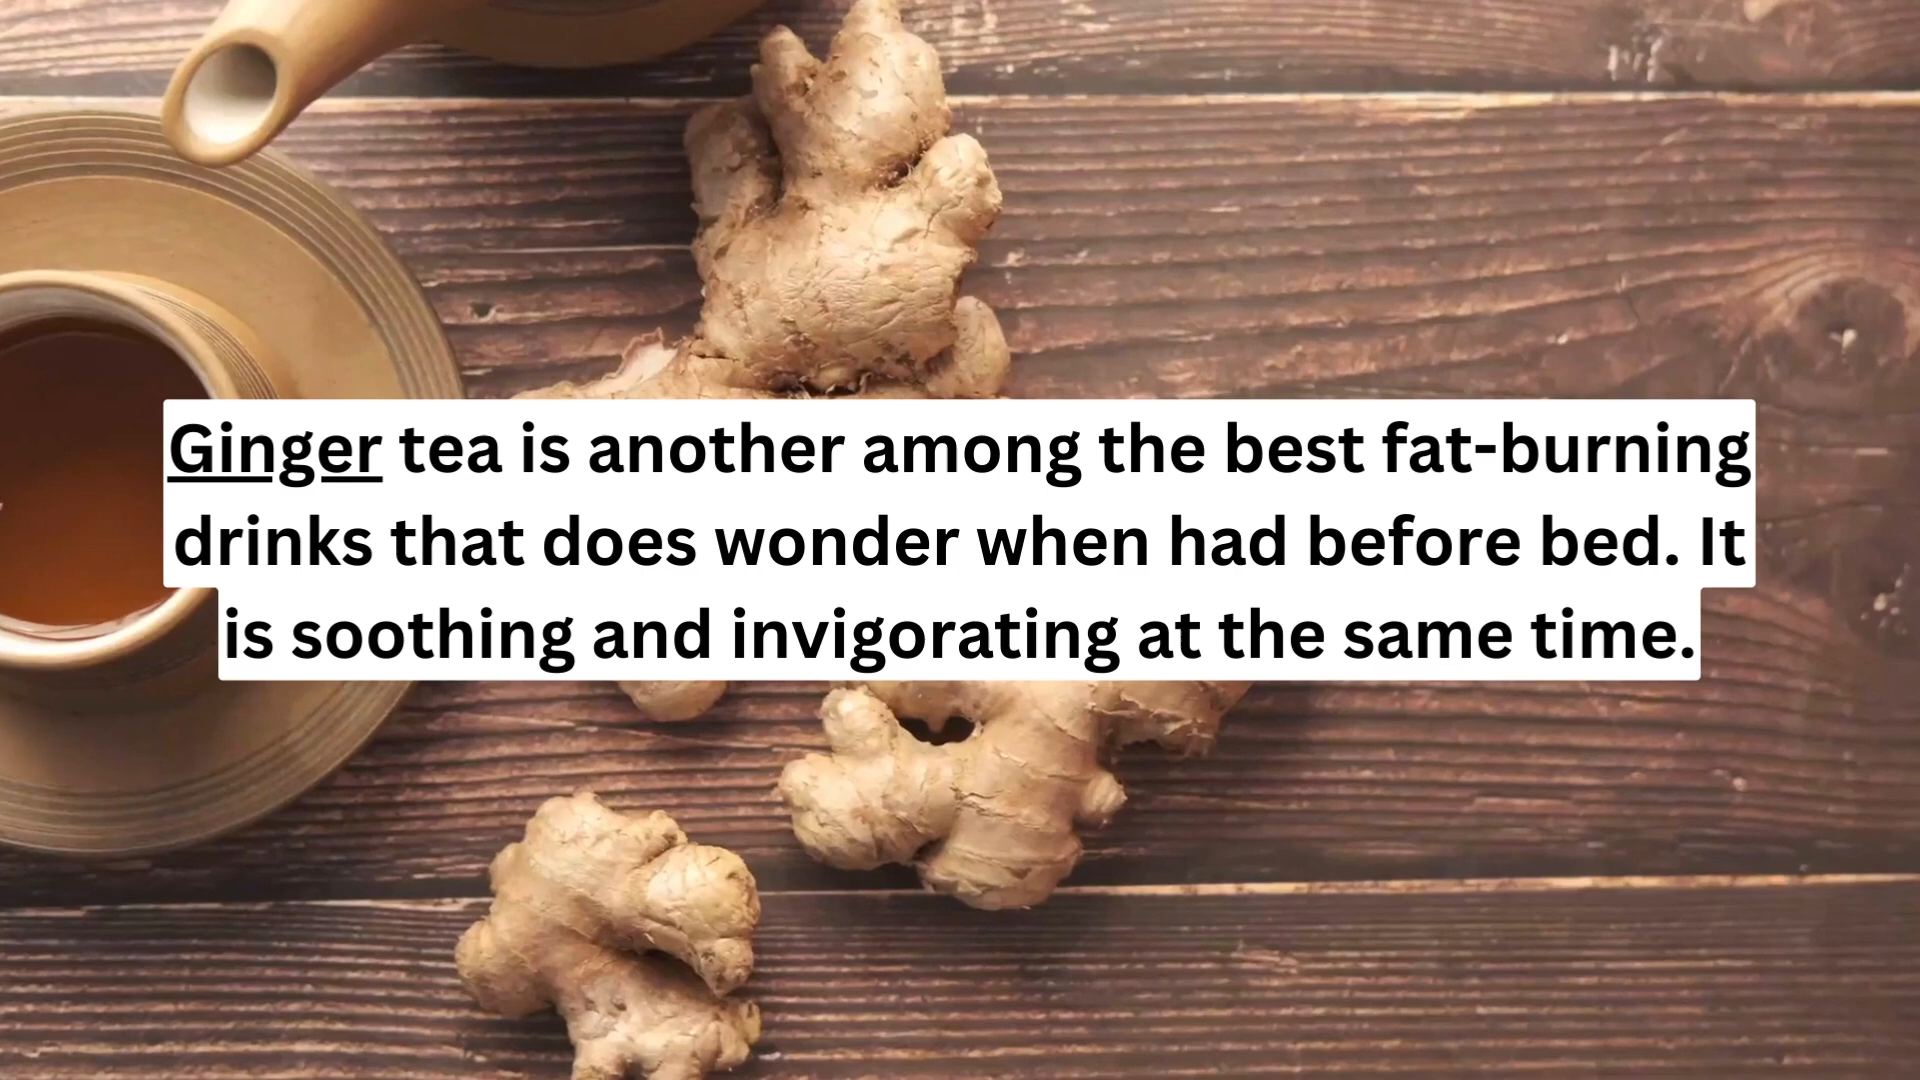 Ginger tea is another among the best fat-burning
drinks that does wonder when had before bed. It
is soothing and invigorating at the same time.